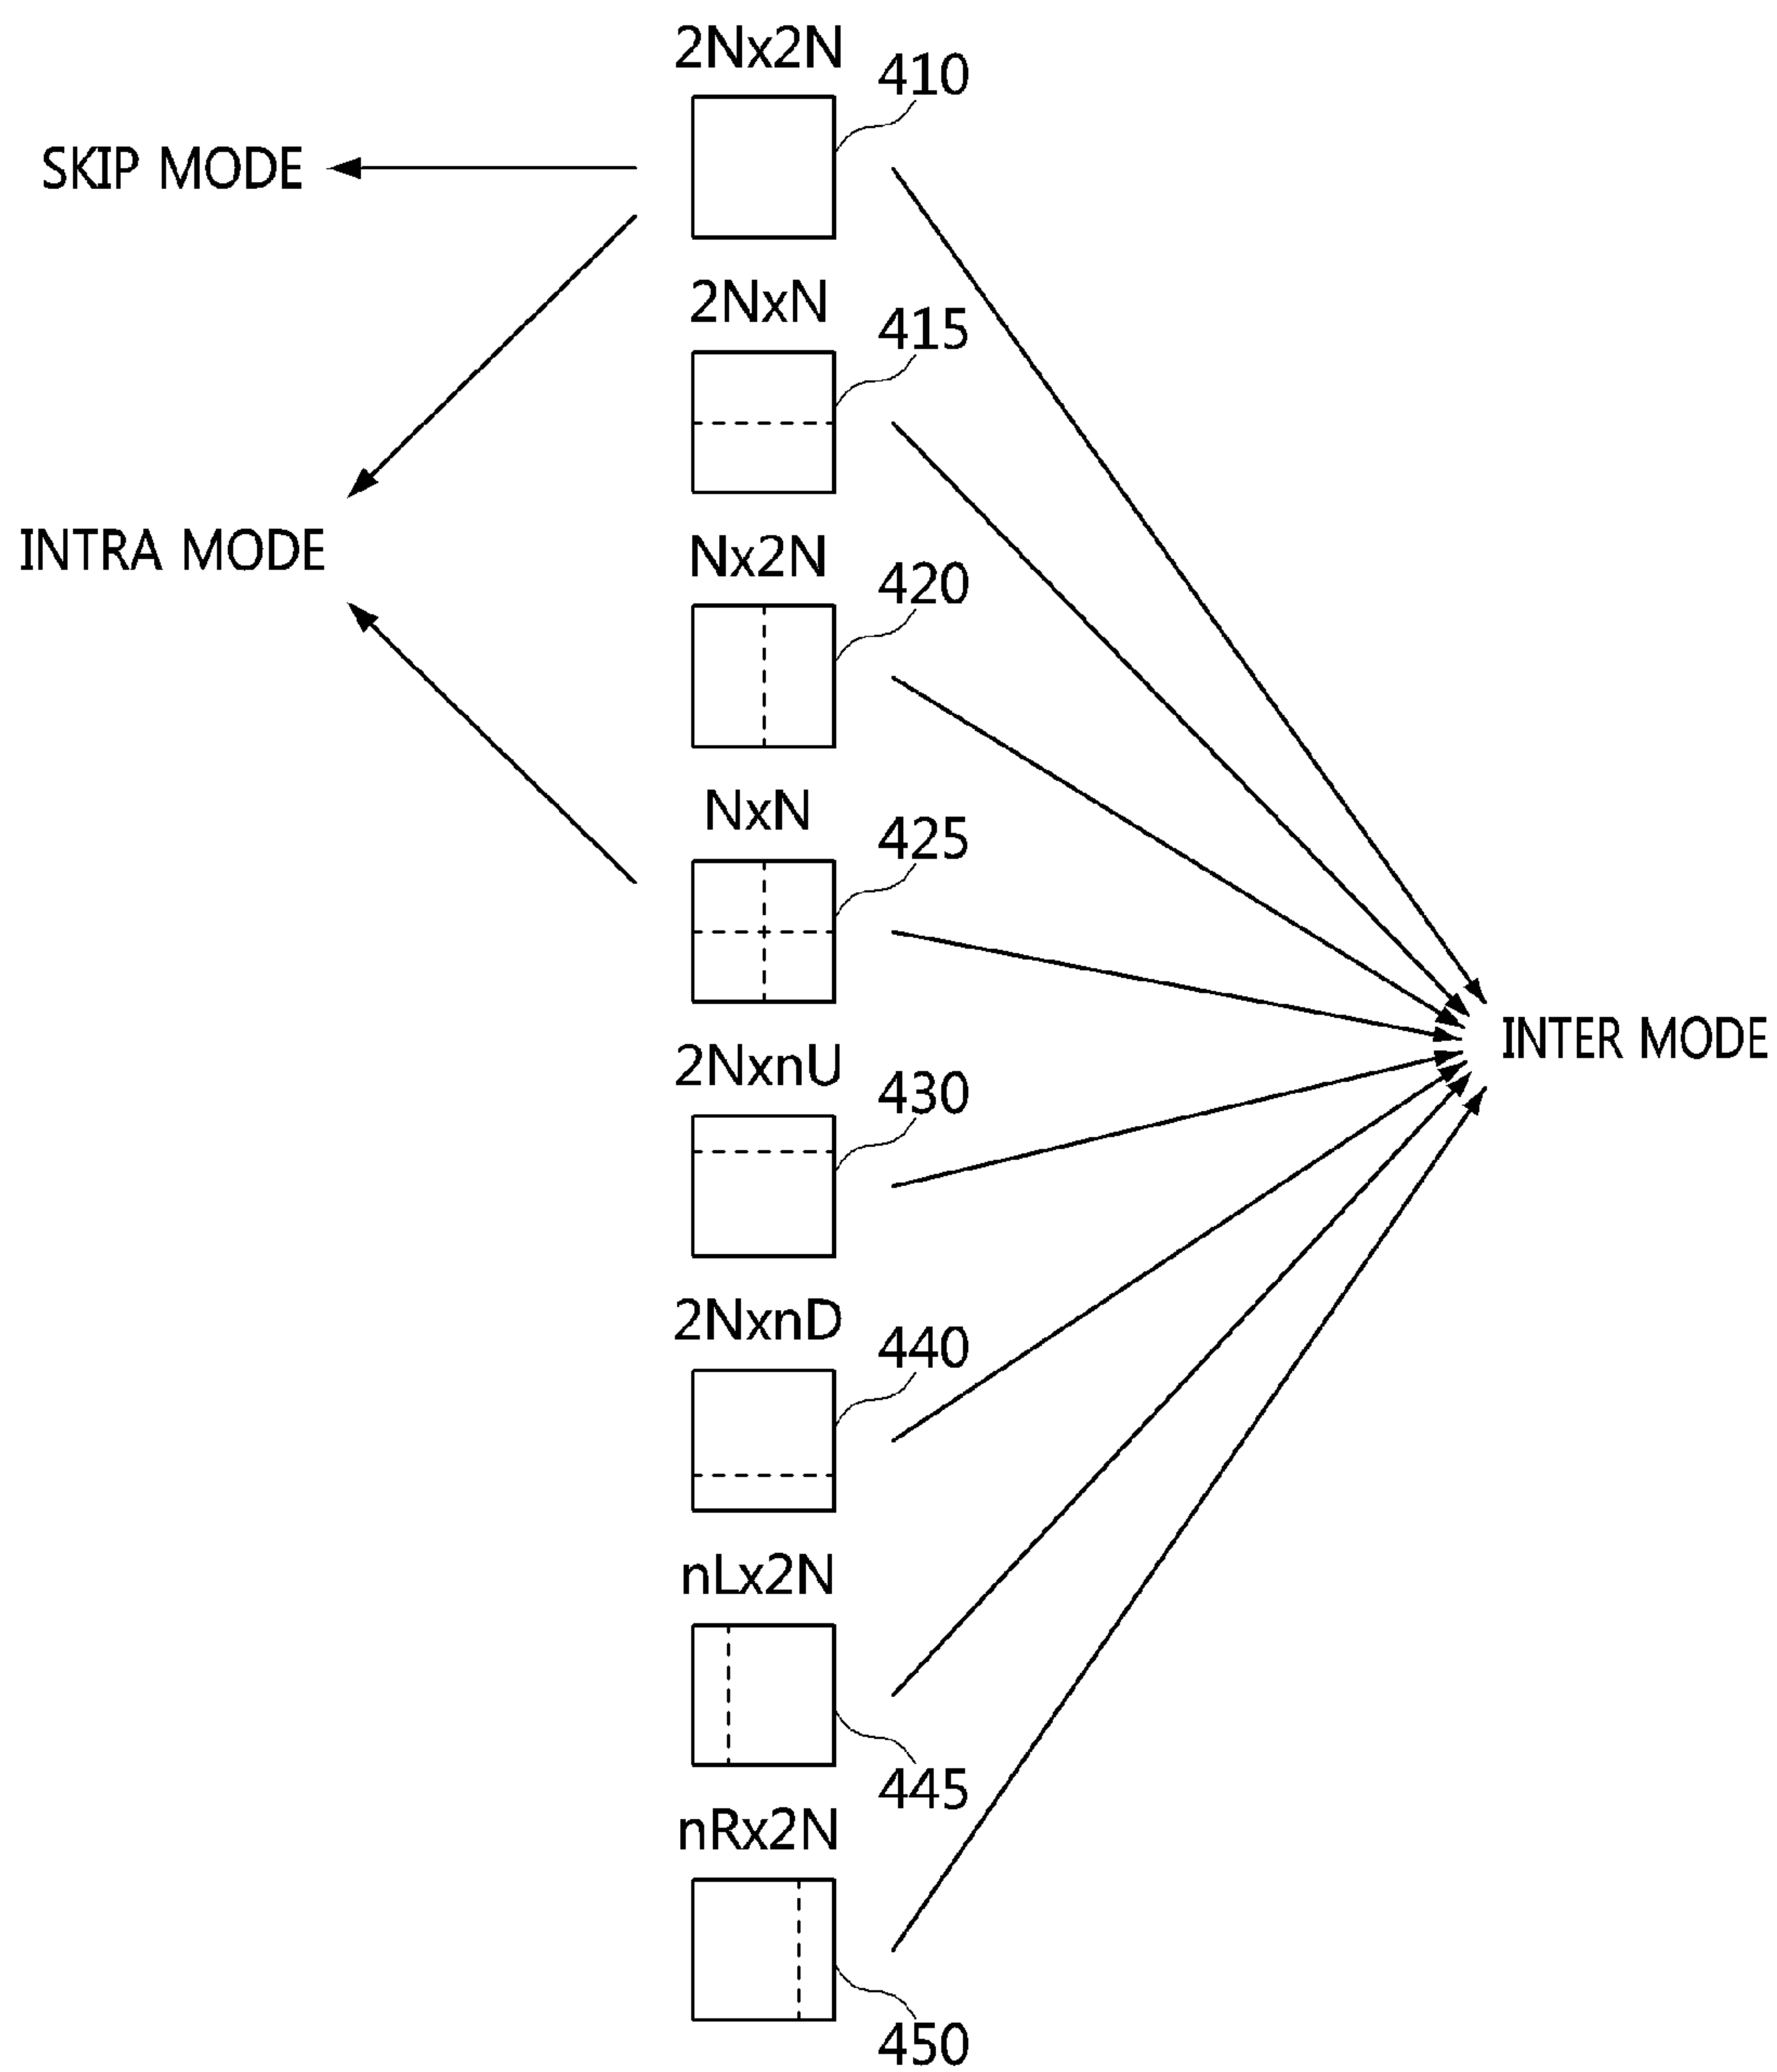 2Nx2N
410
SKIP MODE
2NxN
415
INTRA MODE
Nx2N
420
NxN
425
INTER MODE
2NxnU
430
2NxnD
440
nLx2N
445
nRx2N
450